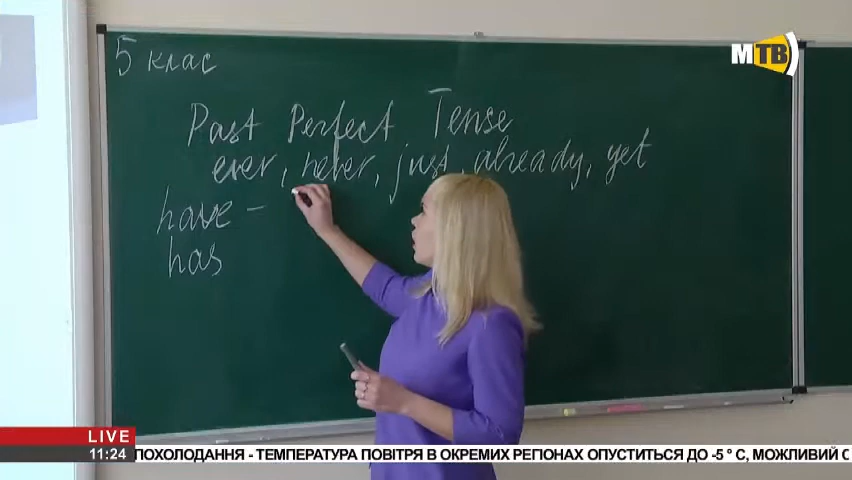 5 клас
Past Perfect Tense
ever, never, just, already, yet
have –
has
МТВ
LIVE
11:24
ПОХОЛОДАННЯ - ТЕМПЕРАТУРА ПОВІТРЯ В ОКРЕМИХ РЕГІОНАХ ОПУСТИТЬСЯ ДО -5 ° С, МОЖЛИВИЙ С